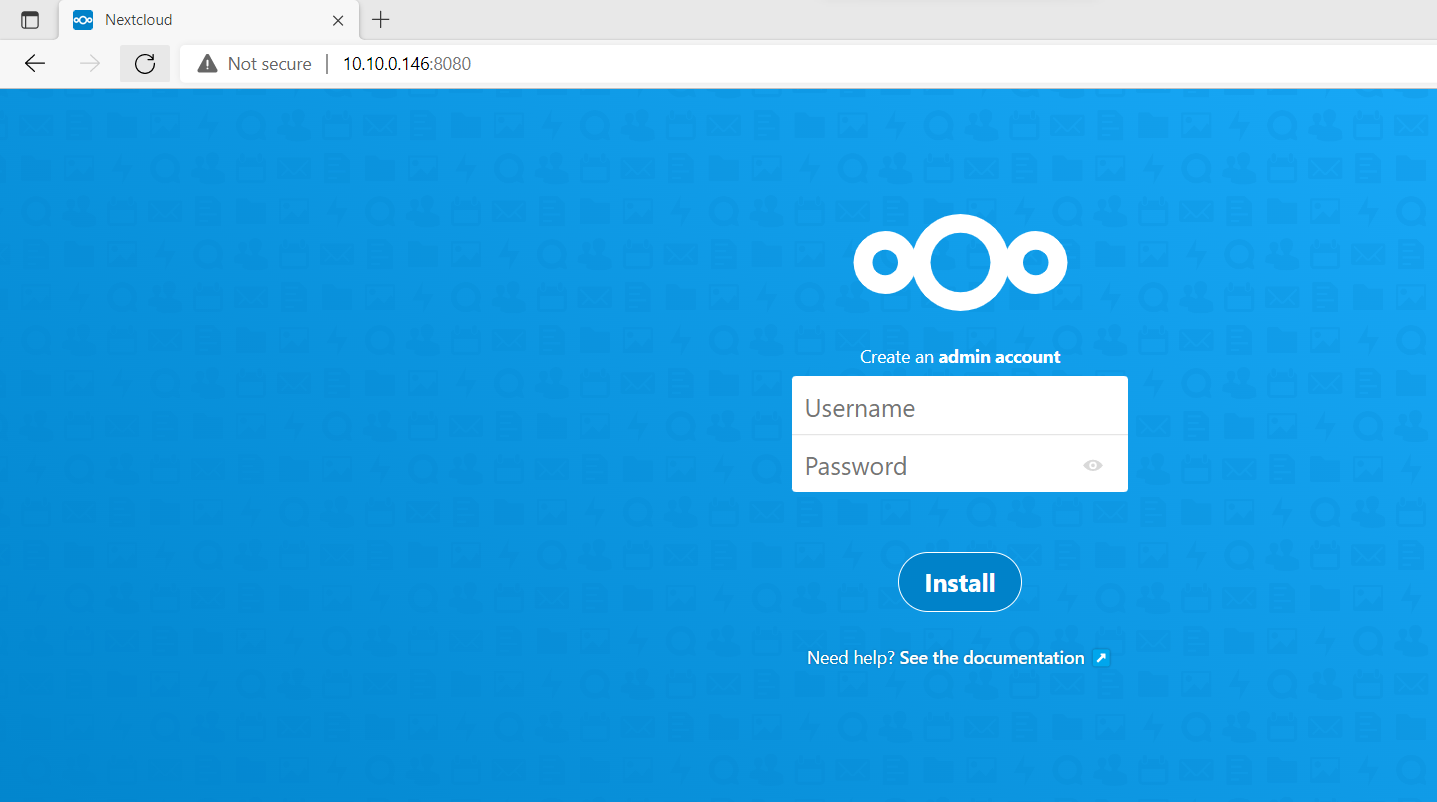 Nextcloud
Not secure | 10.10.0.146:8080
Create an admin account
Username
Password
Install
Need help? See the documentation